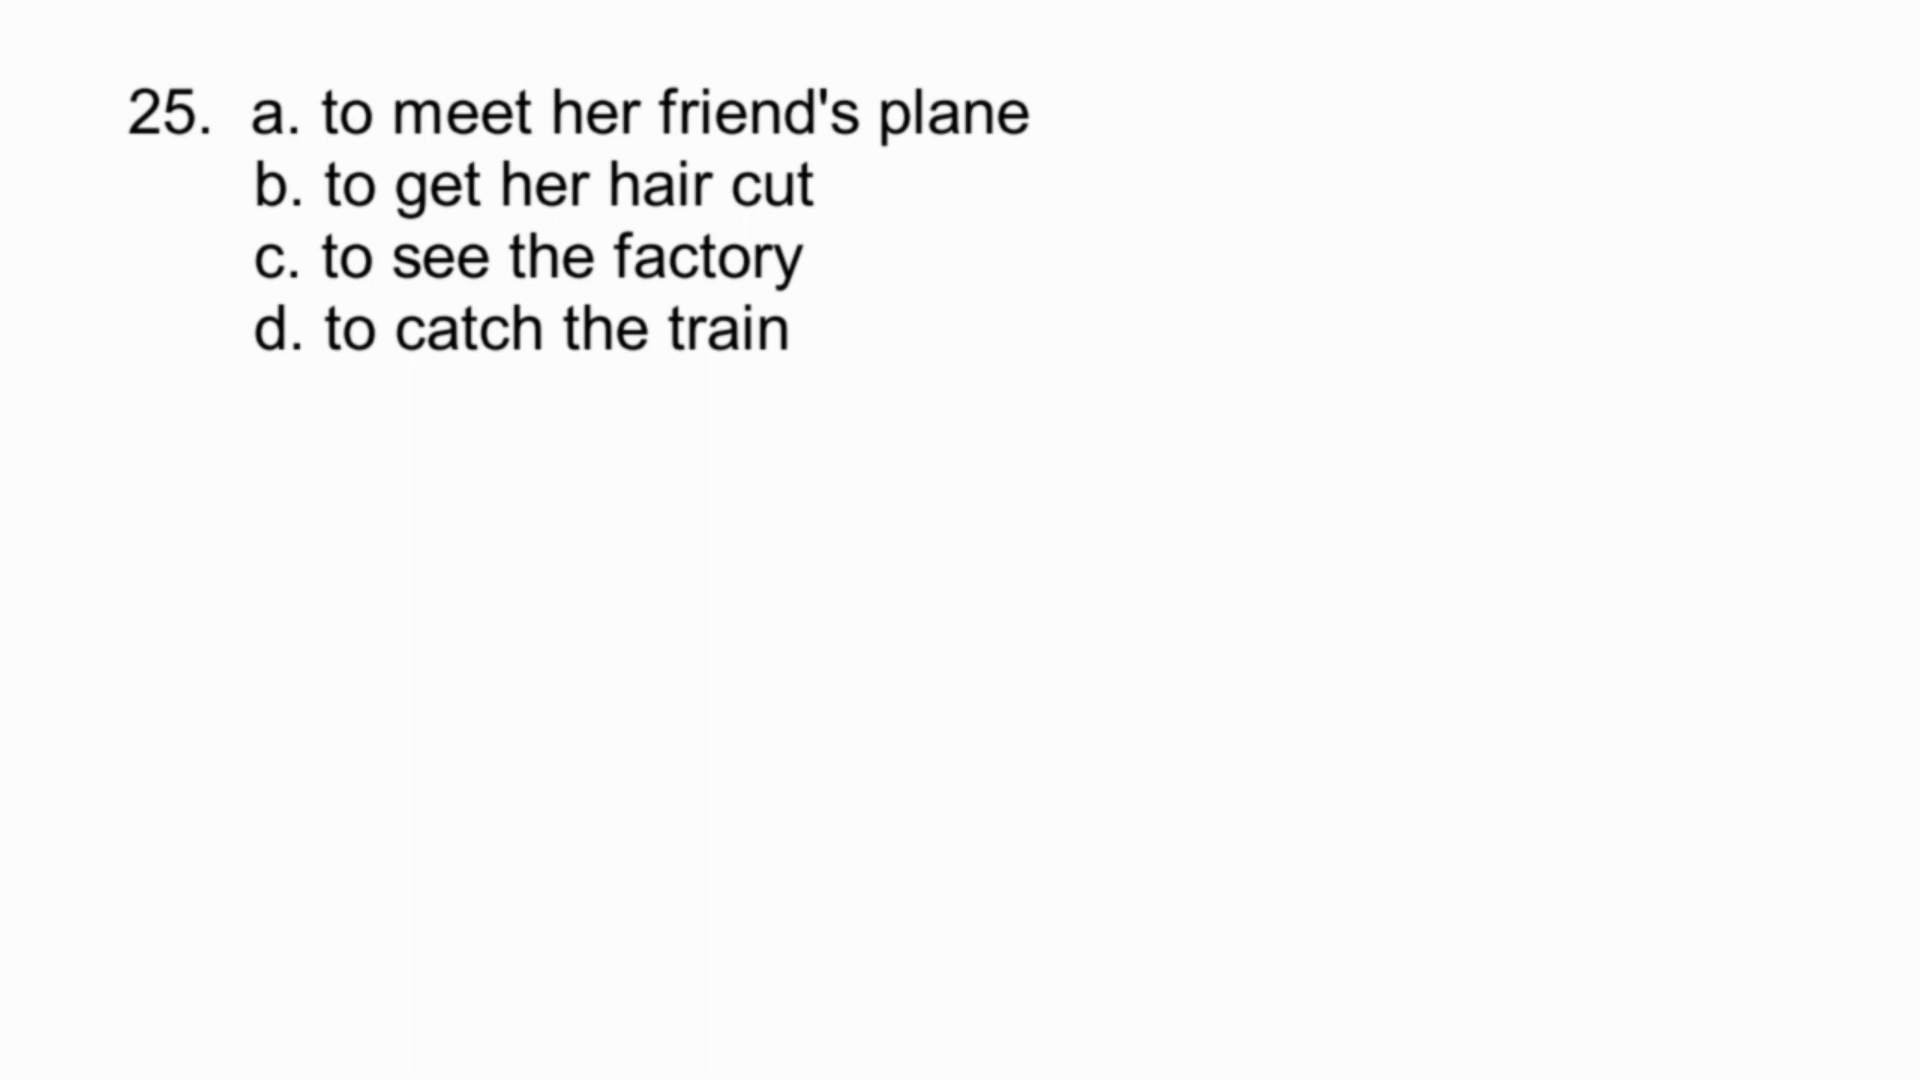 25. a. to meet her friend's plane
b. to get her hair cut
c. to see the factory
d. to catch the train